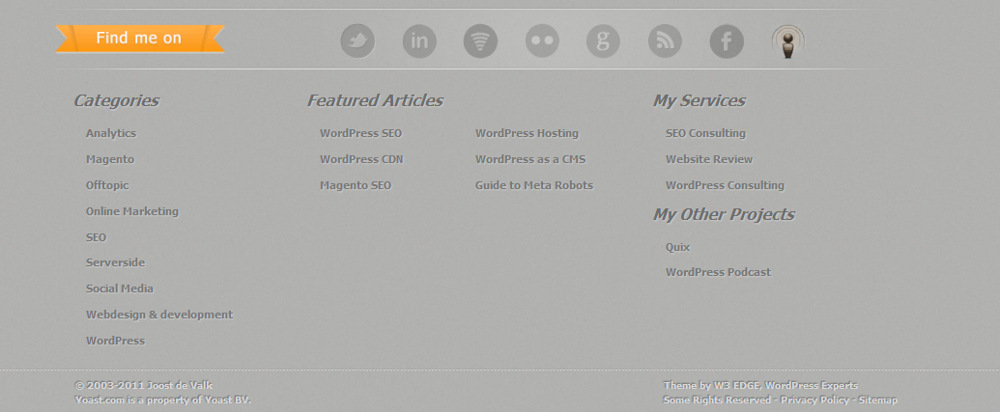 Find me on
in
g
f
Categories
Analytics
Magento
Offtopic
Online Marketing
SEO
Serverside
Social Media
Webdesign & development
WordPress
Featured Articles
WordPress SEO
WordPress CDN
Magento SEO
WordPress Hosting
WordPress as a CMS
Guide to Meta Robots
My Services
SEO Consulting
Website Review
WordPress Consulting
My Other Projects
Quix
WordPress Podcast
© 2003-2011 Joost de Valk
Yoast.com is a property of Yoast BV.
Theme by W3 EDGE, WordPress Experts
Some Rights Reserved - Privacy Policy - Sitemap